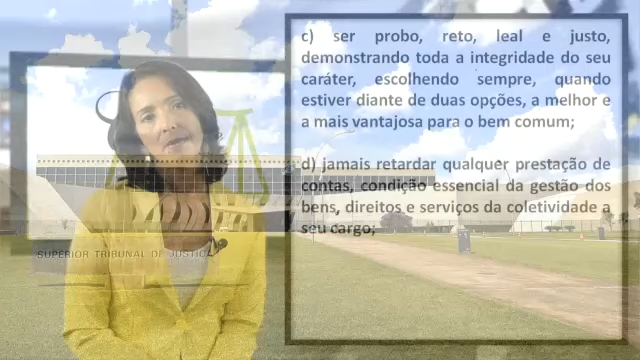 c) ser probo, reto, leal e justo,
demonstrando toda a integridade do seu
caráter, escolhendo sempre, quando
estiver diante de duas opções, a melhor e
a mais vantajosa para o bem comum;
d) jamais retardar qualquer prestação de
contas, condição essencial da gestão dos
bens, direitos e serviços da coletividade a
seu cargo;
SUPERIOR TRIBUNAL DE JUSTIÇA